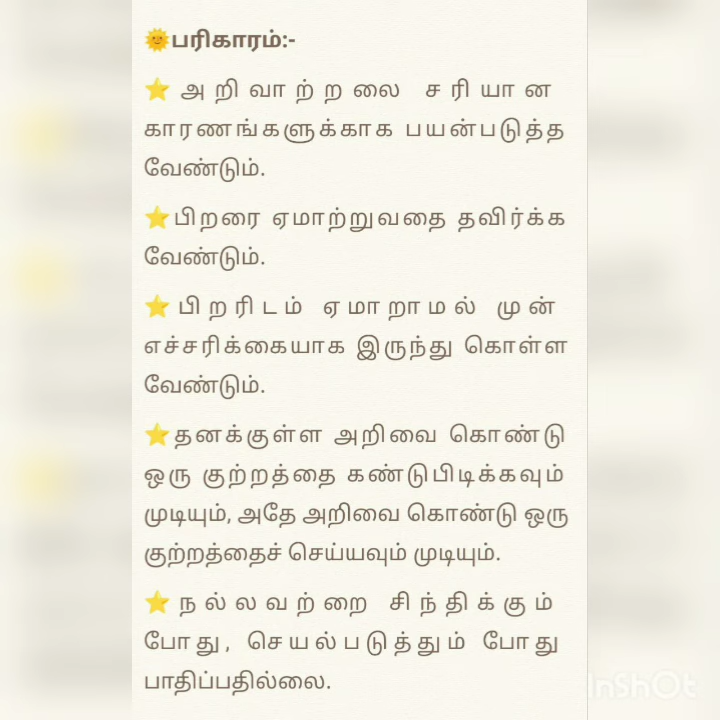 🌞பரிகாரம்:-
⭐ அறிவாற்றலை சரியான
காரணங்களுக்காக பயன்படுத்த
வேண்டும்.
⭐பிறரை ஏமாற்றுவதை தவிர்க்க
வேண்டும்.
⭐ பிறரிடம் ஏமாறாமல் முன்
எச்சரிக்கையாக இருந்து கொள்ள
வேண்டும்.
⭐தனக்குள்ள அறிவை கொண்டு
ஒரு குற்றத்தை கண்டுபிடிக்கவும்
முடியும், அதே அறிவை கொண்டு ஒரு
குற்றத்தைச் செய்யவும் முடியும்.
⭐ நல்லவற்றை சிந்திக்கும்
போது, செயல்படுத்தும் போது
பாதிப்பதில்லை.
InShOt